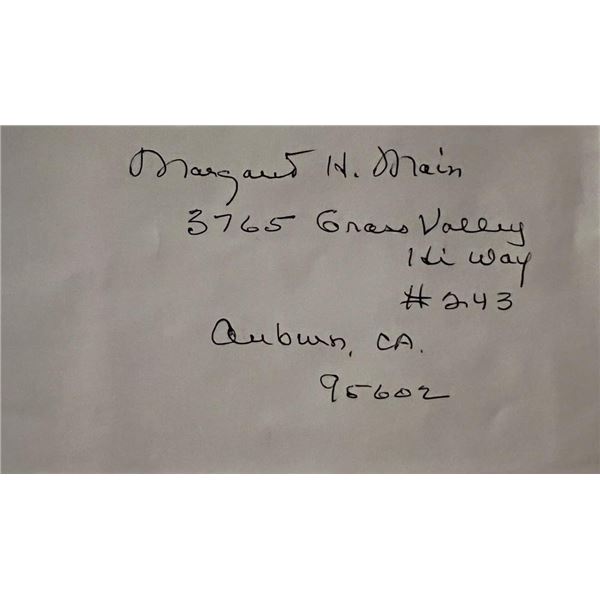 Margaret H. Main
3765 Grass Valley
Hi Way
#243
Auburn, CA.
95602